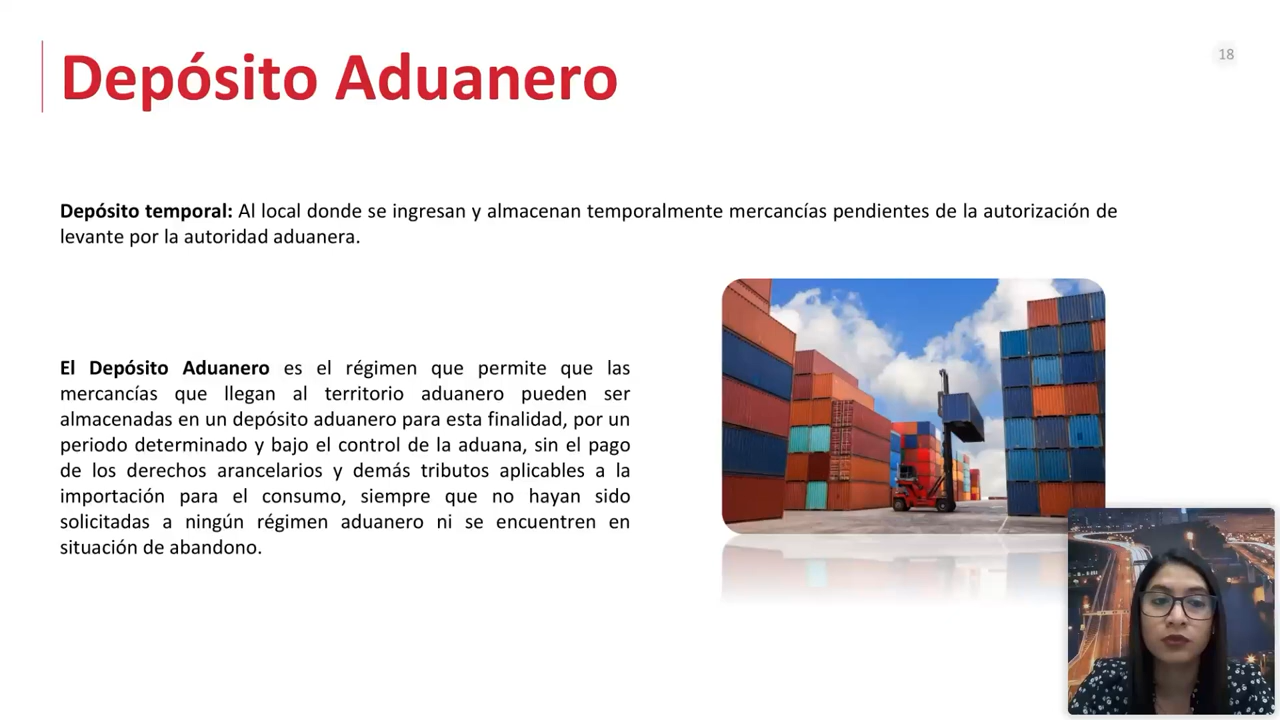 Depósito Aduanero
18
Depósito temporal: Al local donde se ingresan y almacenan temporalmente mercancías pendientes de la autorización de
levante por la autoridad aduanera.
El Depósito Aduanero es el régimen que permite que las
mercancías que llegan al territorio aduanero pueden ser
almacenadas en un depósito aduanero para esta finalidad, por un
periodo determinado y bajo el control de la aduana, sin el pago
de los derechos arancelarios y demás tributos aplicables a la
importación para el consumo, siempre que no hayan sido
solicitadas a ningún régimen aduanero ni se encuentren en
situación de abandono.